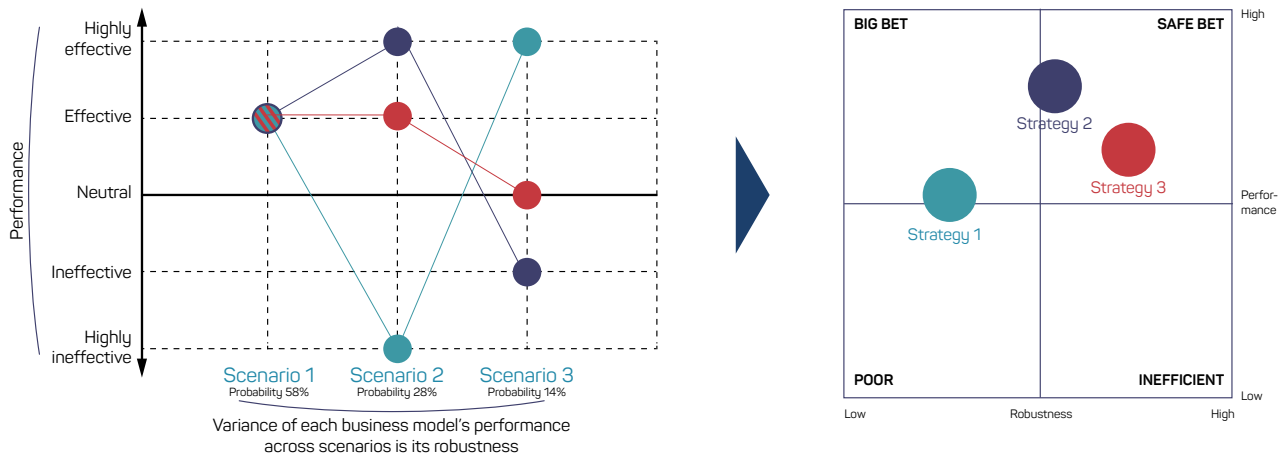 Performance
Highly
effective
Effective
Neutral
Ineffective
Highly
ineffective
Scenario 1
Probability 58%
Scenario 2
Probability 28%
Scenario 3
Probability 14%
Variance of each business model's performance
across scenarios is its robustness
BIG BET
SAFE BET
High
Strategy 2
Strategy 3
Strategy 1
Perfor-
mance
POOR
INEFFICIENT
Low
Low
Robustness
High